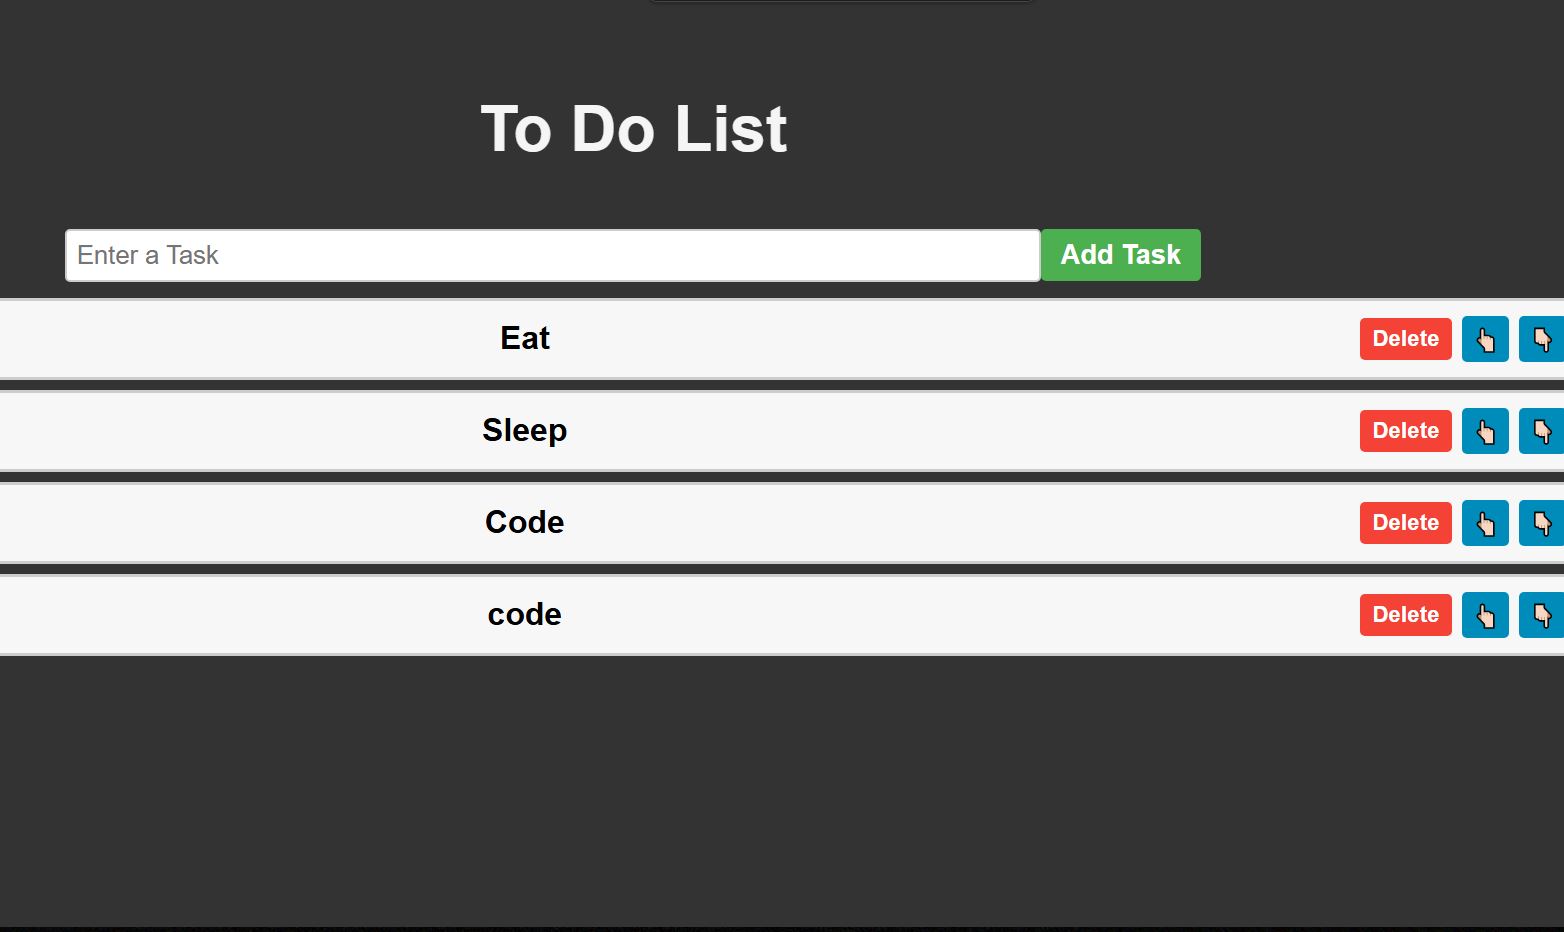 To Do List
Enter a Task Add Task
Eat Delete
Sleep Delete
Code Delete
code Delete